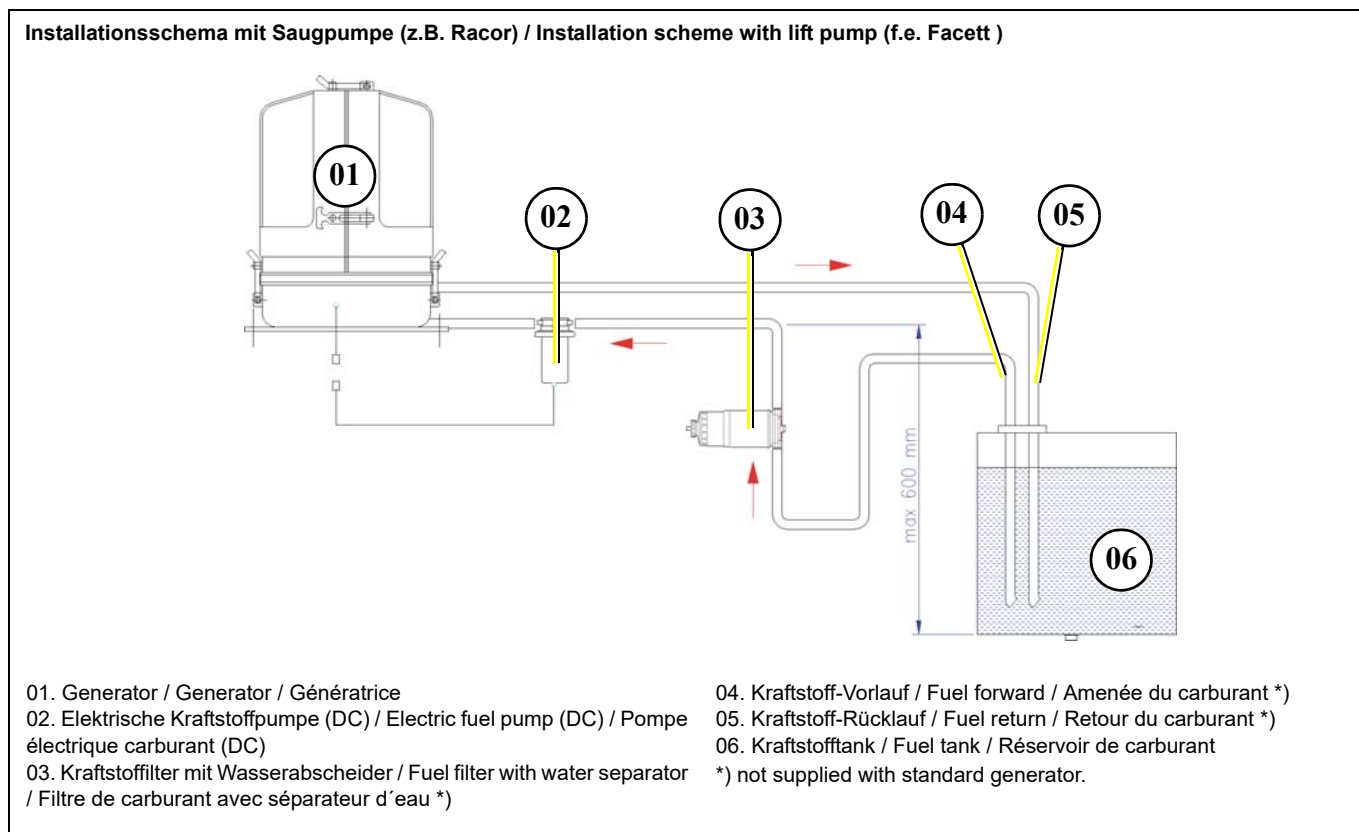 Installationsschema mit Saugpumpe (z.B. Racor) / Installation scheme with lift pump (f.e. Facett )
01
02
03
04
05
max 600 mm
06
01. Generator / Generator / Génératrice
02. Elektrische Kraftstoffpumpe (DC) / Electric fuel pump (DC) / Pompe
électrique carburant (DC)
03. Kraftstoffilter mit Wasserabscheider / Fuel filter with water separator
/ Filtre de carburant avec séparateur d´eau *)
04. Kraftstoff-Vorlauf / Fuel forward / Amenée du carburant *)
05. Kraftstoff-Rücklauf / Fuel return / Retour du carburant *)
06. Kraftstofftank / Fuel tank / Réservoir de carburant
*) not supplied with standard generator.